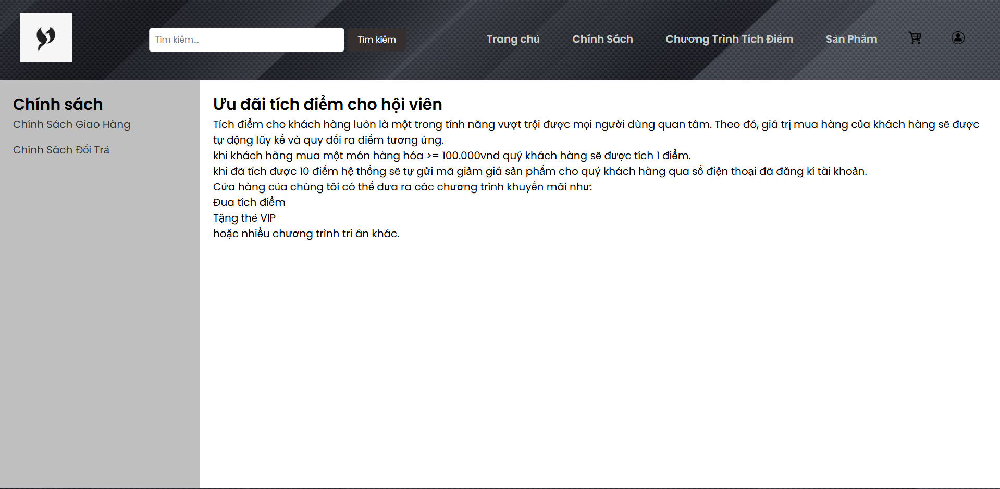 Tìm kiếm...
Tìm kiếm
Trang chủ
Chính Sách
Chương Trình Tích Điểm
Sản Phẩm
Chính sách
Chính Sách Giao Hàng
Chính Sách Đổi Trả
Ưu đãi tích điểm cho hội viên
Tích điểm cho khách hàng luôn là một trong tính năng vượt trội được mọi người dùng quan tâm. Theo đó, giá trị mua hàng của khách hàng sẽ được
tự động lũy kế và quy đổi ra điểm tương ứng.
khi khách hàng mua một món hàng hóa >= 100.000vnd quý khách hàng sẽ được tích 1 điểm.
khi đã tích được 10 điểm hệ thống sẽ tự gửi mã giảm giá sản phẩm cho quý khách hàng qua số điện thoại đã đăng kí tài khoản.
Cửa hàng của chúng tôi có thể đưa ra các chương trình khuyến mãi như:
Đua tích điểm
Tặng thẻ VIP
hoặc nhiều chương trình tri ân khác.